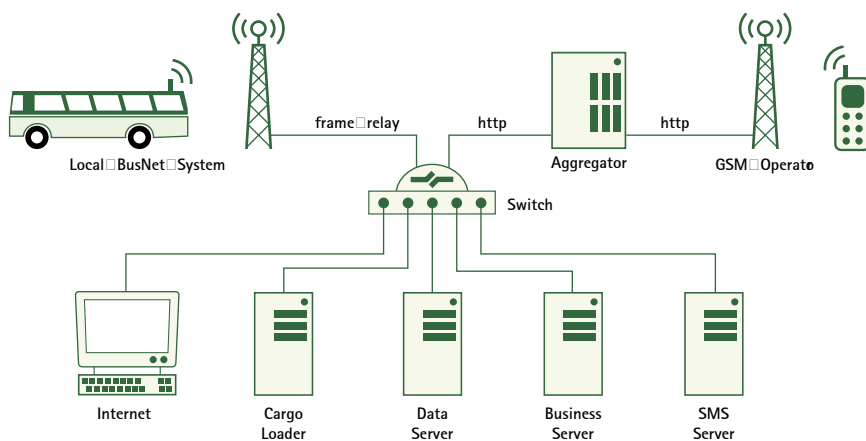 frame□relay
http
http
Local□BusNet□System
Aggregator
GSM□Operator
Switch
Internet
Cargo
Loader
Data
Server
Business
Server
SMS
Server